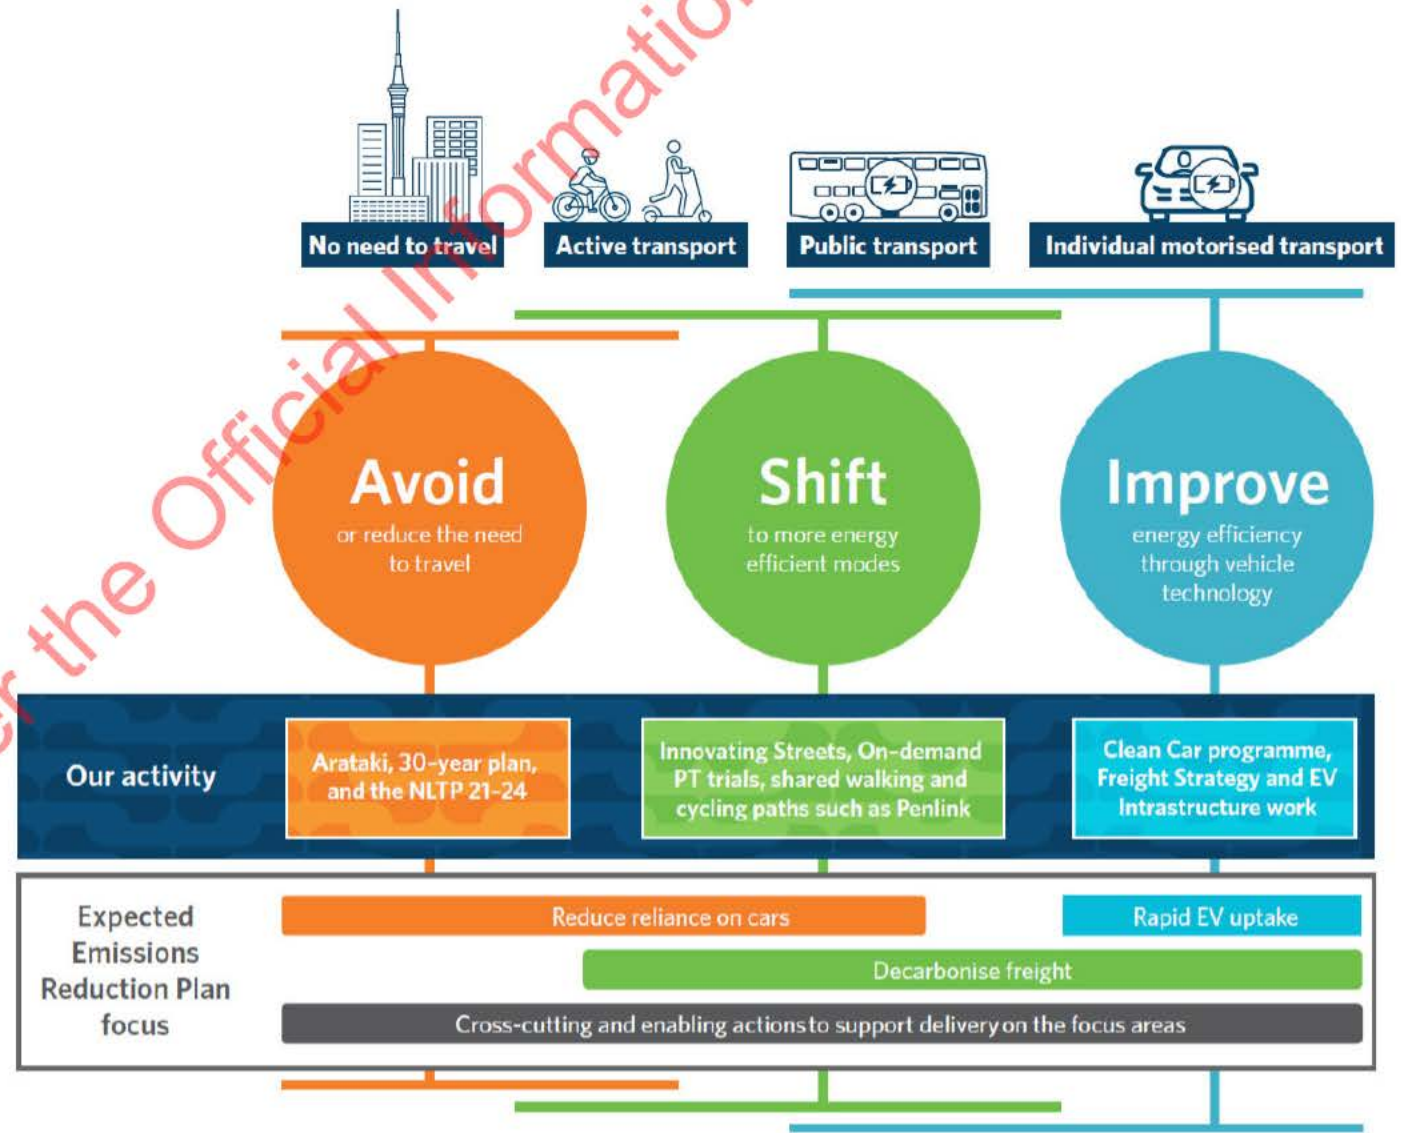 No need to travel
Active transport
Public transport
Individual motorised transport
Avoid
or reduce the need
to travel
Shift
to more energy
efficient modes
Improve
energy efficiency
through vehicle
technology
Our activity
Arataki, 30-year plan,
and the NLTP 21-24
Innovating Streets, On-demand
PT trials, shared walking and
cycling paths such as Penlink
Clean Car programme,
Freight Strategy and EV
Intrastructure work
Expected
Emissions
Reduction Plan
focus
Reduce reliance on cars
Rapid EV uptake
Decarbonise freight
Cross-cutting and enabling actions to support delivery on the focus areas
the Official Information